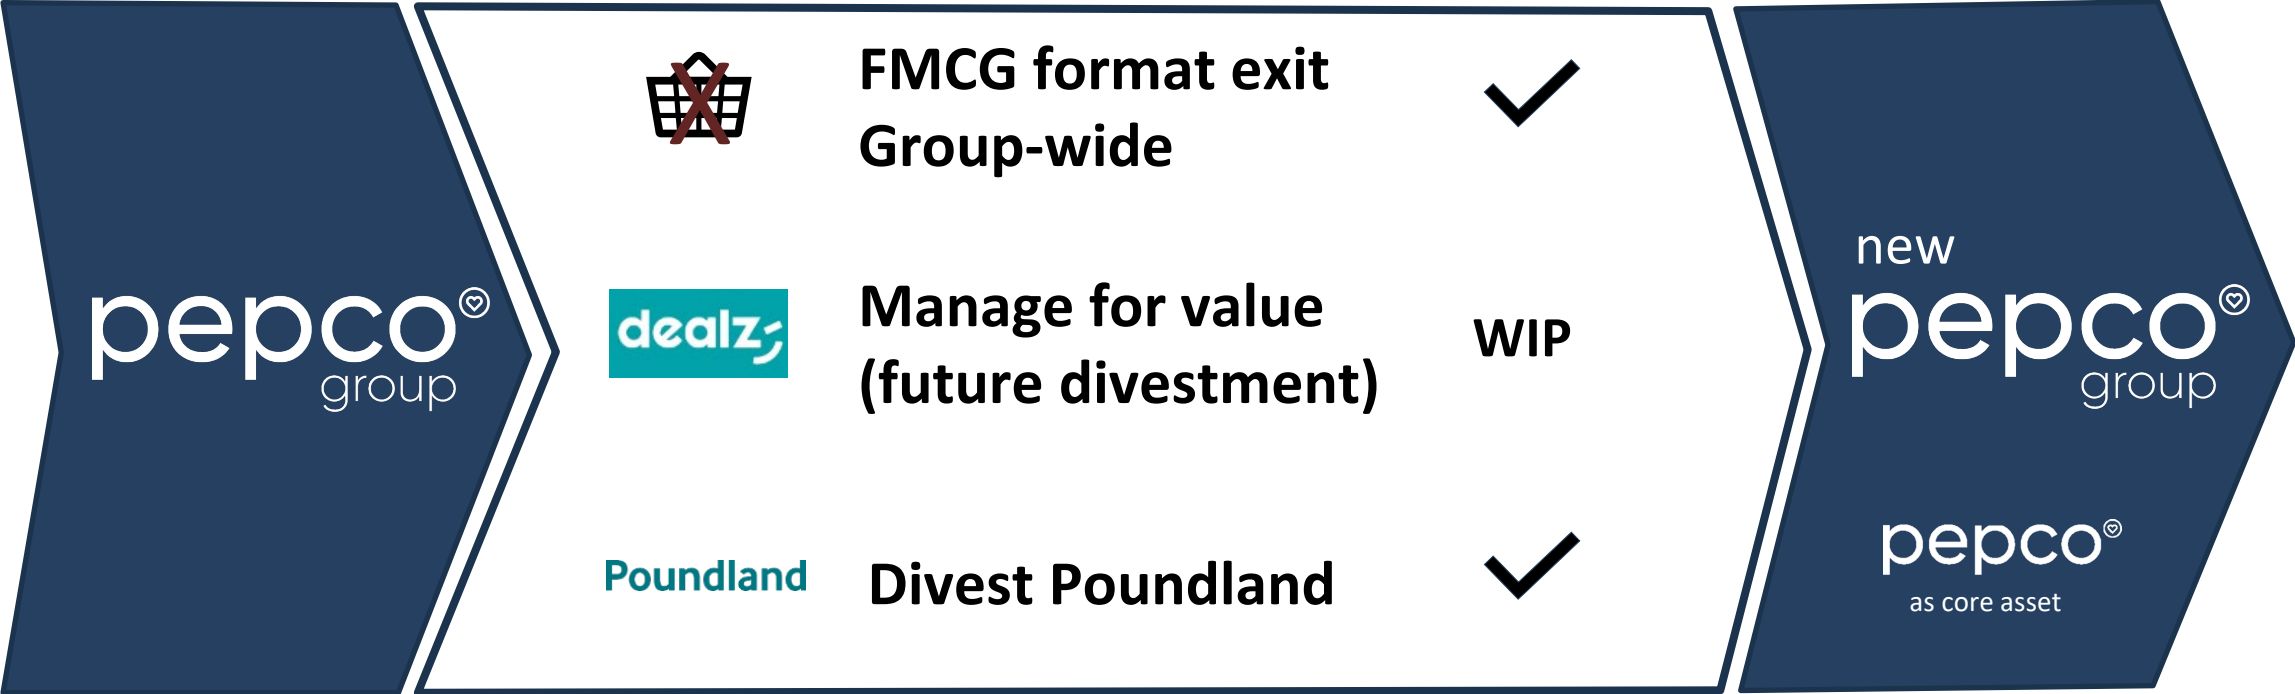 pepco
group
FMCG format exit
Group-wide
dealz
Manage for value
(future divestment)
WIP
Poundland
Divest Poundland
new
pepco
group
pepco
as core asset